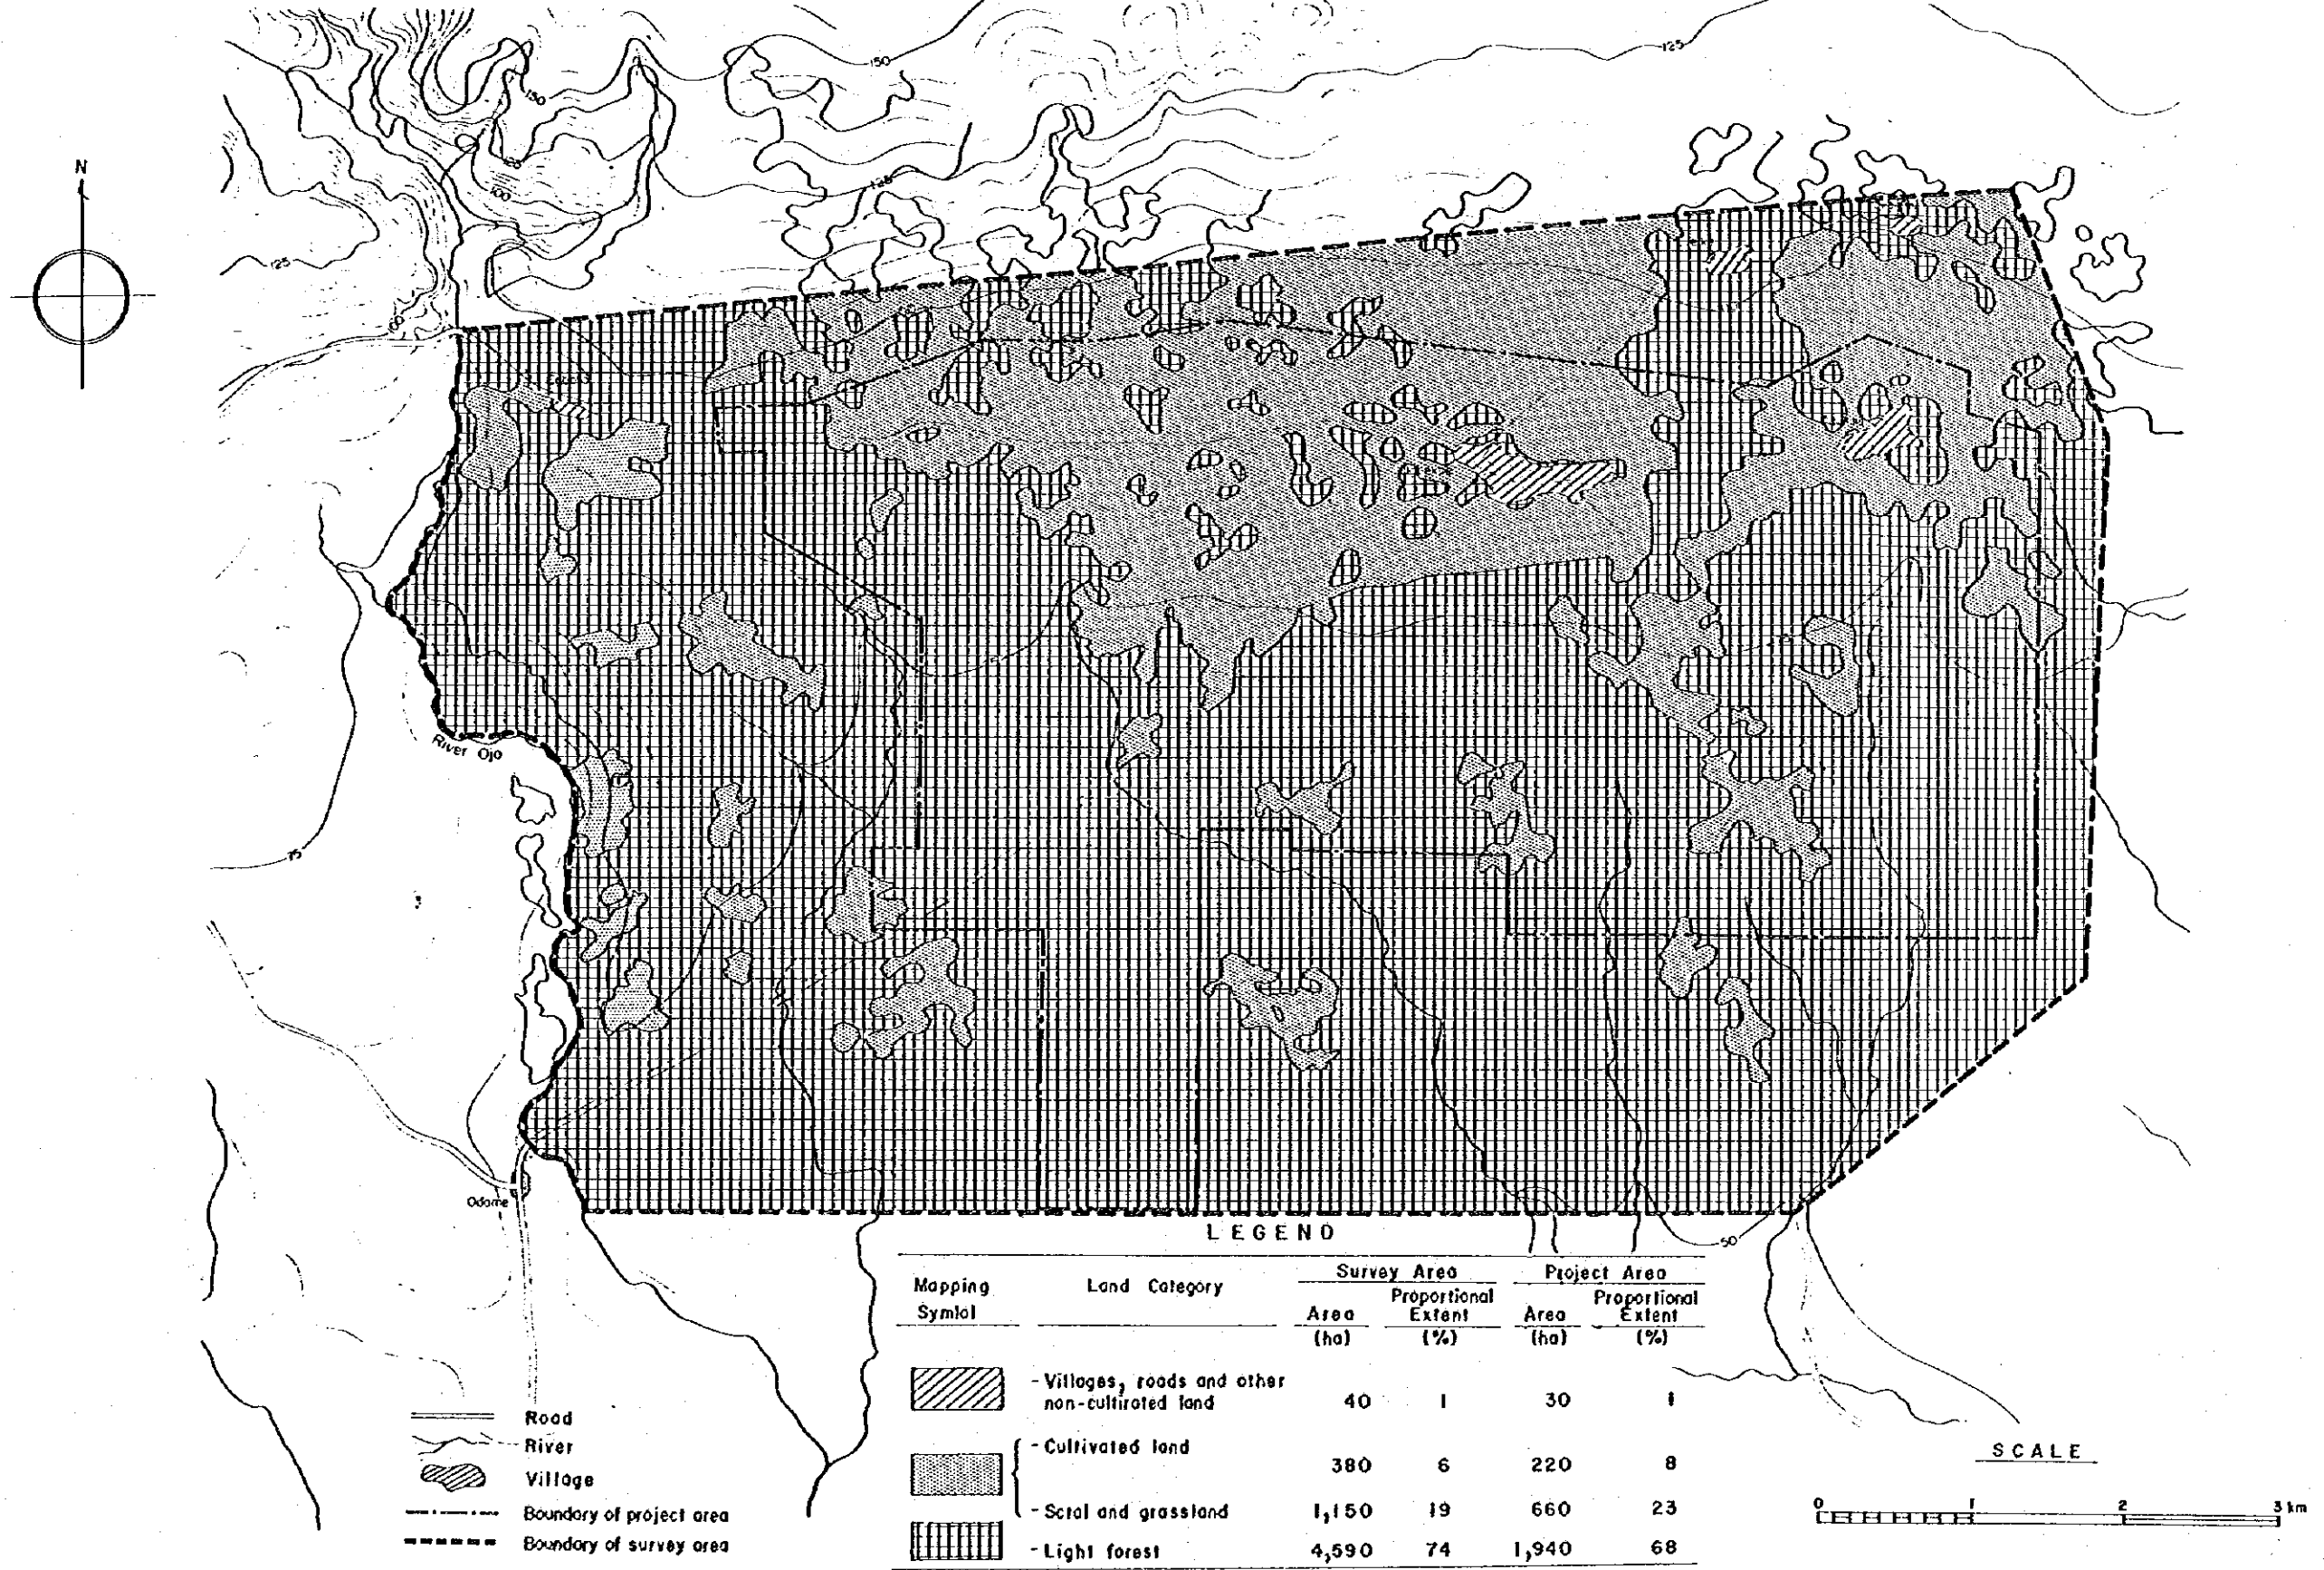 150
125
150
N
100
125
125
60
River Ojo
75
Odome
LEGEND
50
Mapping Symlol
Land Category
Survey Area
Project Area
Area (ha)
Proportional Extent (%)
Area (ha)
Proportional Extent (%)
- Villages, roads and other non-cultirated land 40 1 30 1
- Cultivated land 380 6 220 8
- Scral and grassland 1,150 19 660 23
- Light forest 4,590 74 1,940 68
Road
River
Village
Boundary of project area
Boundary of survey area
SCALE
0 1 2 3 km